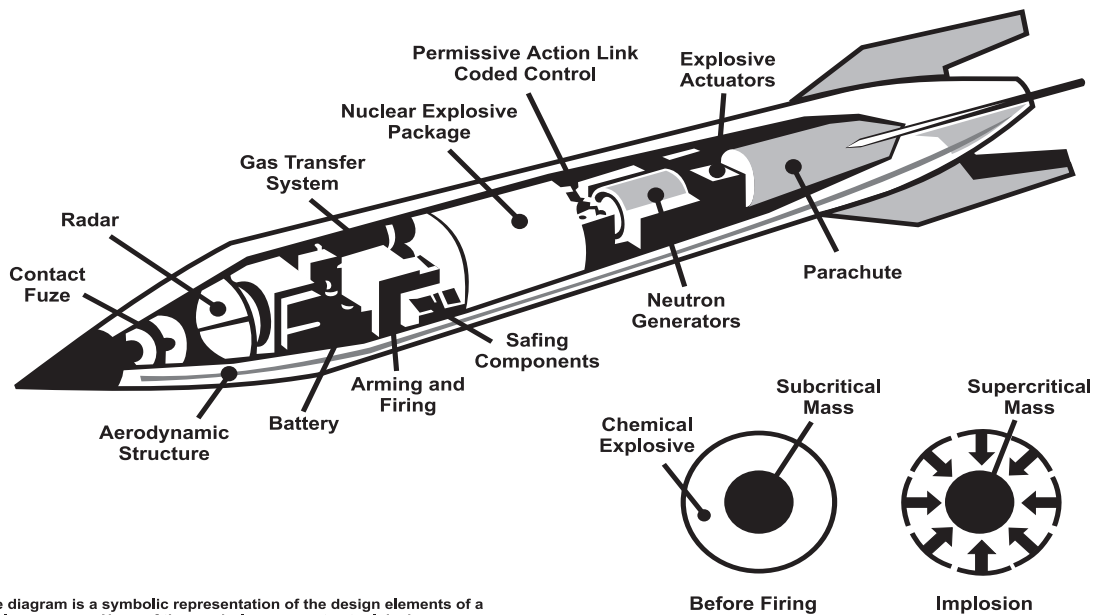 Permissive Action Link
Coded Control
Explosive
Actuators
Nuclear Explosive
Package
Gas Transfer
System
Radar
Contact
Fuze
Parachute
Neutron
Generators
Safing
Components
Arming and
Firing
Battery
Aerodynamic
Structure
Subcritical
Mass
Supercritical
Mass
Chemical
Explosive
Before Firing
Implosion
diagram is a symbolic representation of the design elements of a